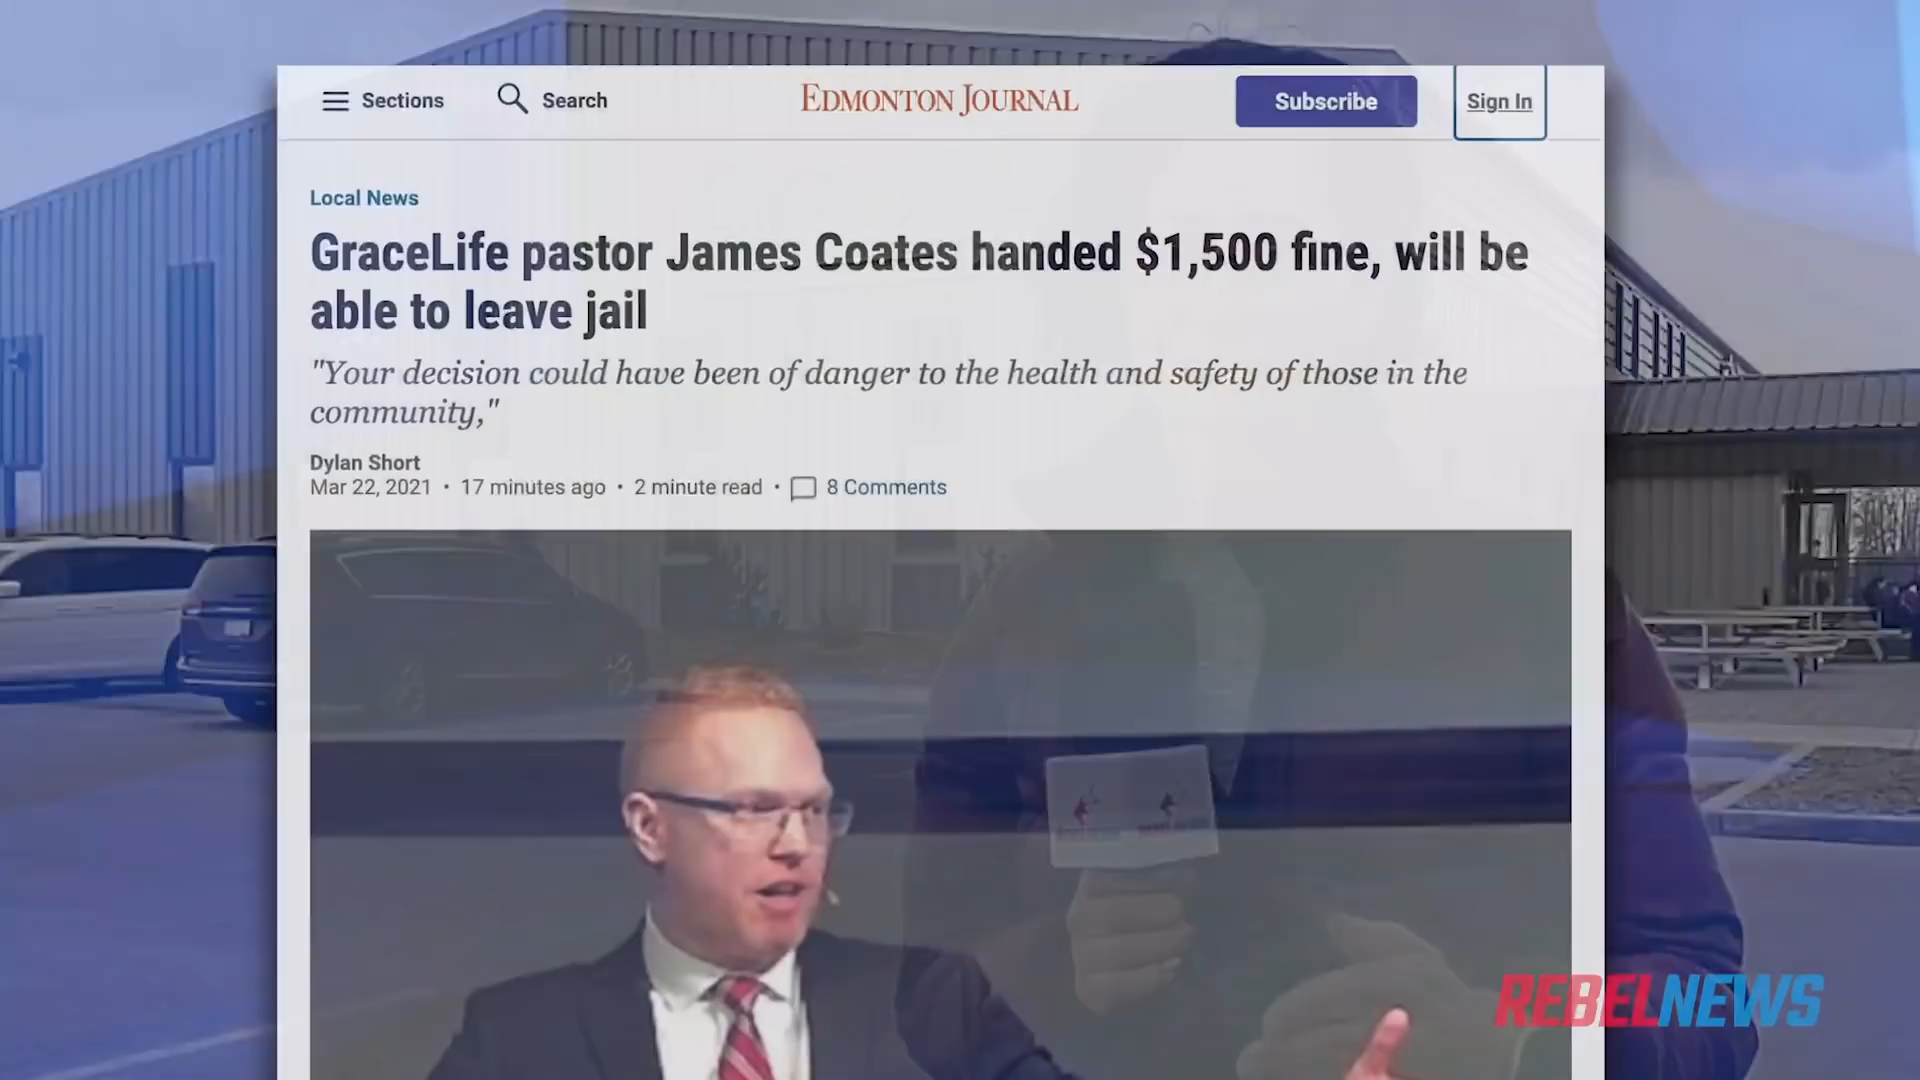 Sections
Search
EDMONTON JOURNAL
Subscribe
Sign In
Local News
GraceLife pastor James Coates handed $1,500 fine, will be
able to leave jail
"Your decision could have been of danger to the health and safety of those in the
community,"
Dylan Short
Mar 22, 2021 • 17 minutes ago • 2 minute read • 8 Comments
REBELNEWS